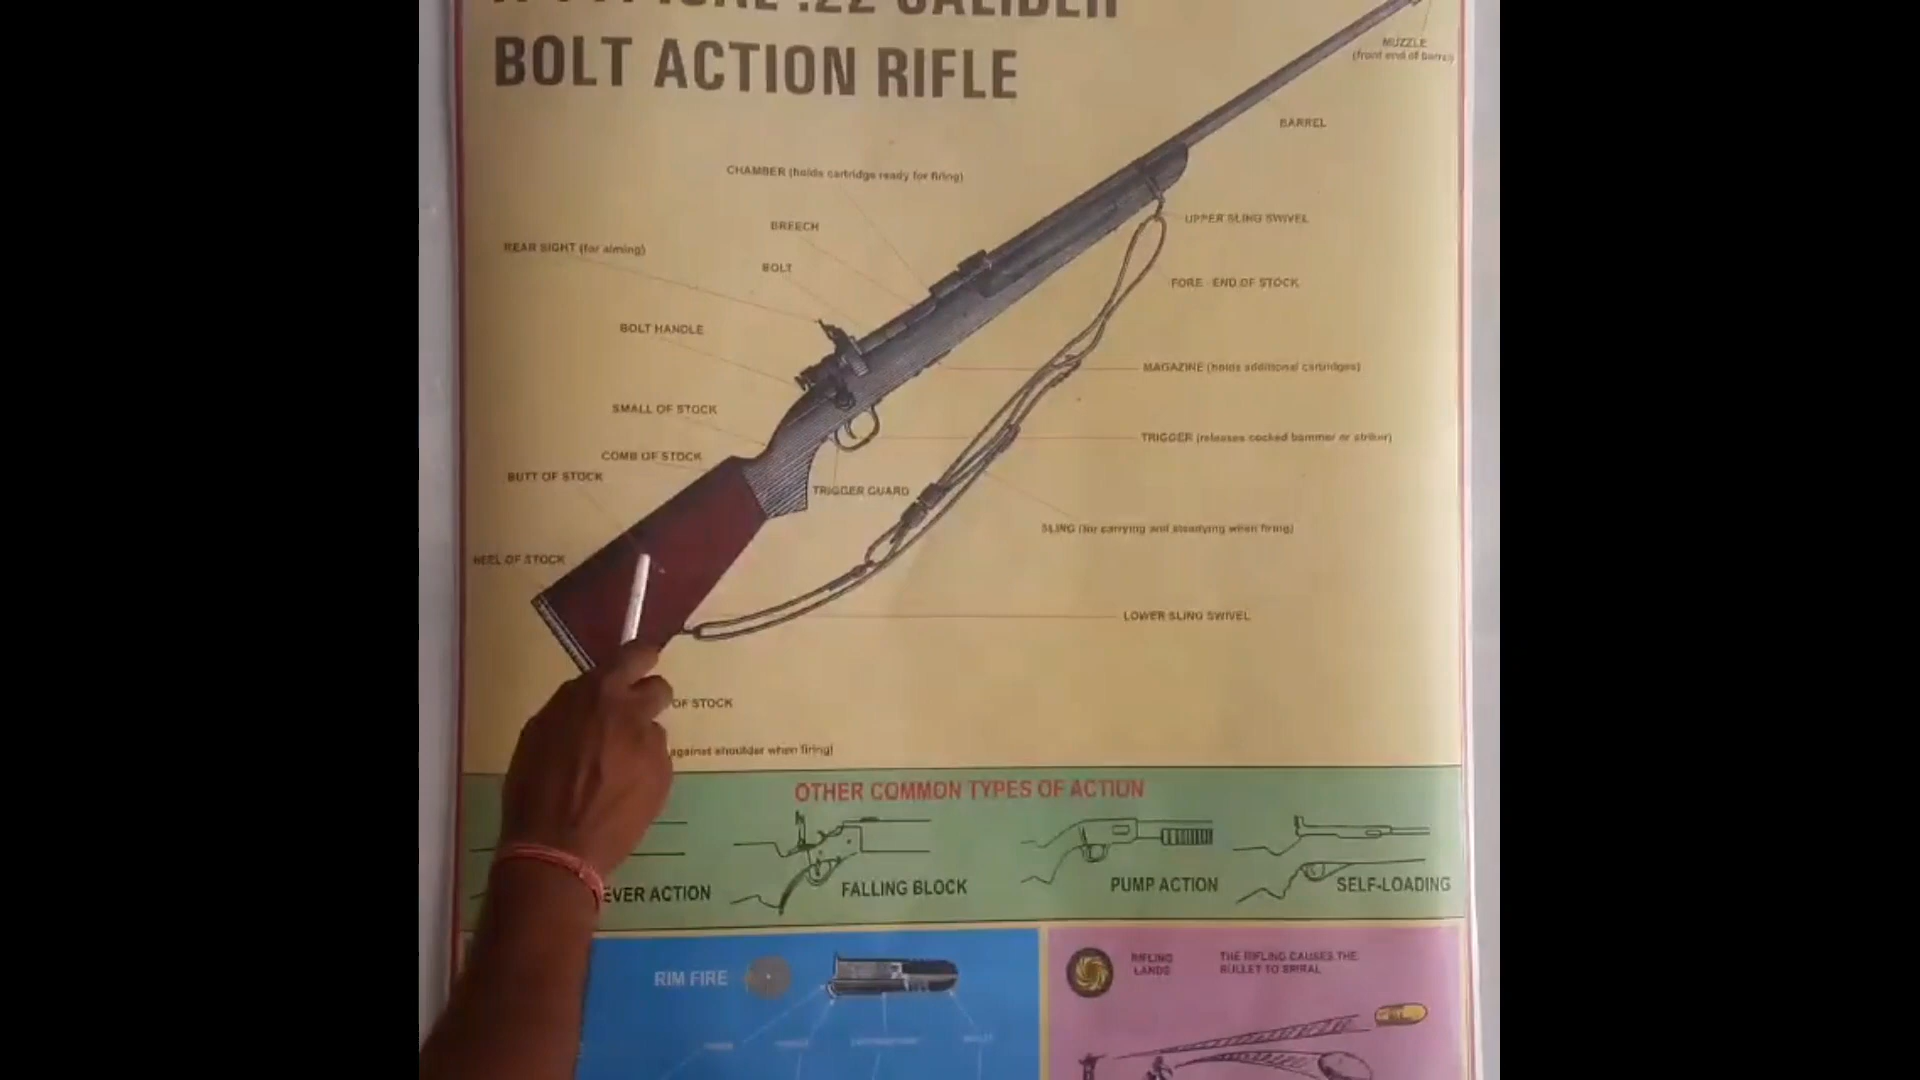 .22 CALIBER
BOLT ACTION RIFLE
MUZZLE
(front end of barrel)
BARREL
CHAMBER (holds cartridge ready for firing)
UPPER SLING SWIVEL
BREECH
REAR SIGHT (for aiming)
BOLT
FORE - END OF STOCK
BOLT HANDLE
MAGAZINE (holds additional cartridges)
SMALL OF STOCK
TRIGGER (releases cocked hammer or striker)
COMB OF STOCK
BUTT OF STOCK
TRIGGER GUARD
SLING (for carrying and steadying when firing)
HEEL OF STOCK
LOWER SLING SWIVEL
OF STOCK
against shoulder when firing)
OTHER COMMON TYPES OF ACTION
EVER ACTION
FALLING BLOCK
PUMP ACTION
SELF-LOADING
RIM FIRE
RIFLING
LANDS
THE RIFLING CAUSES THE
BULLET TO SPIRAL